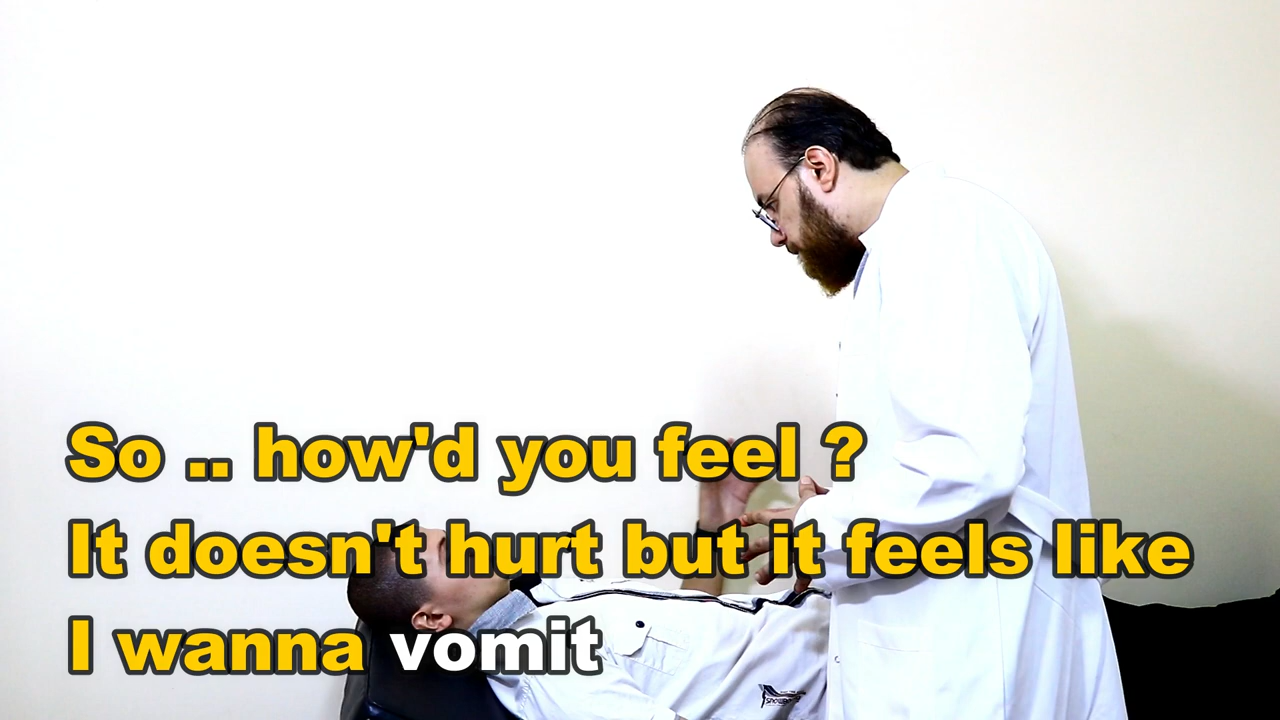 So .. how'd you feel ?
It doesn't hurt but it feels like
I wanna vomit